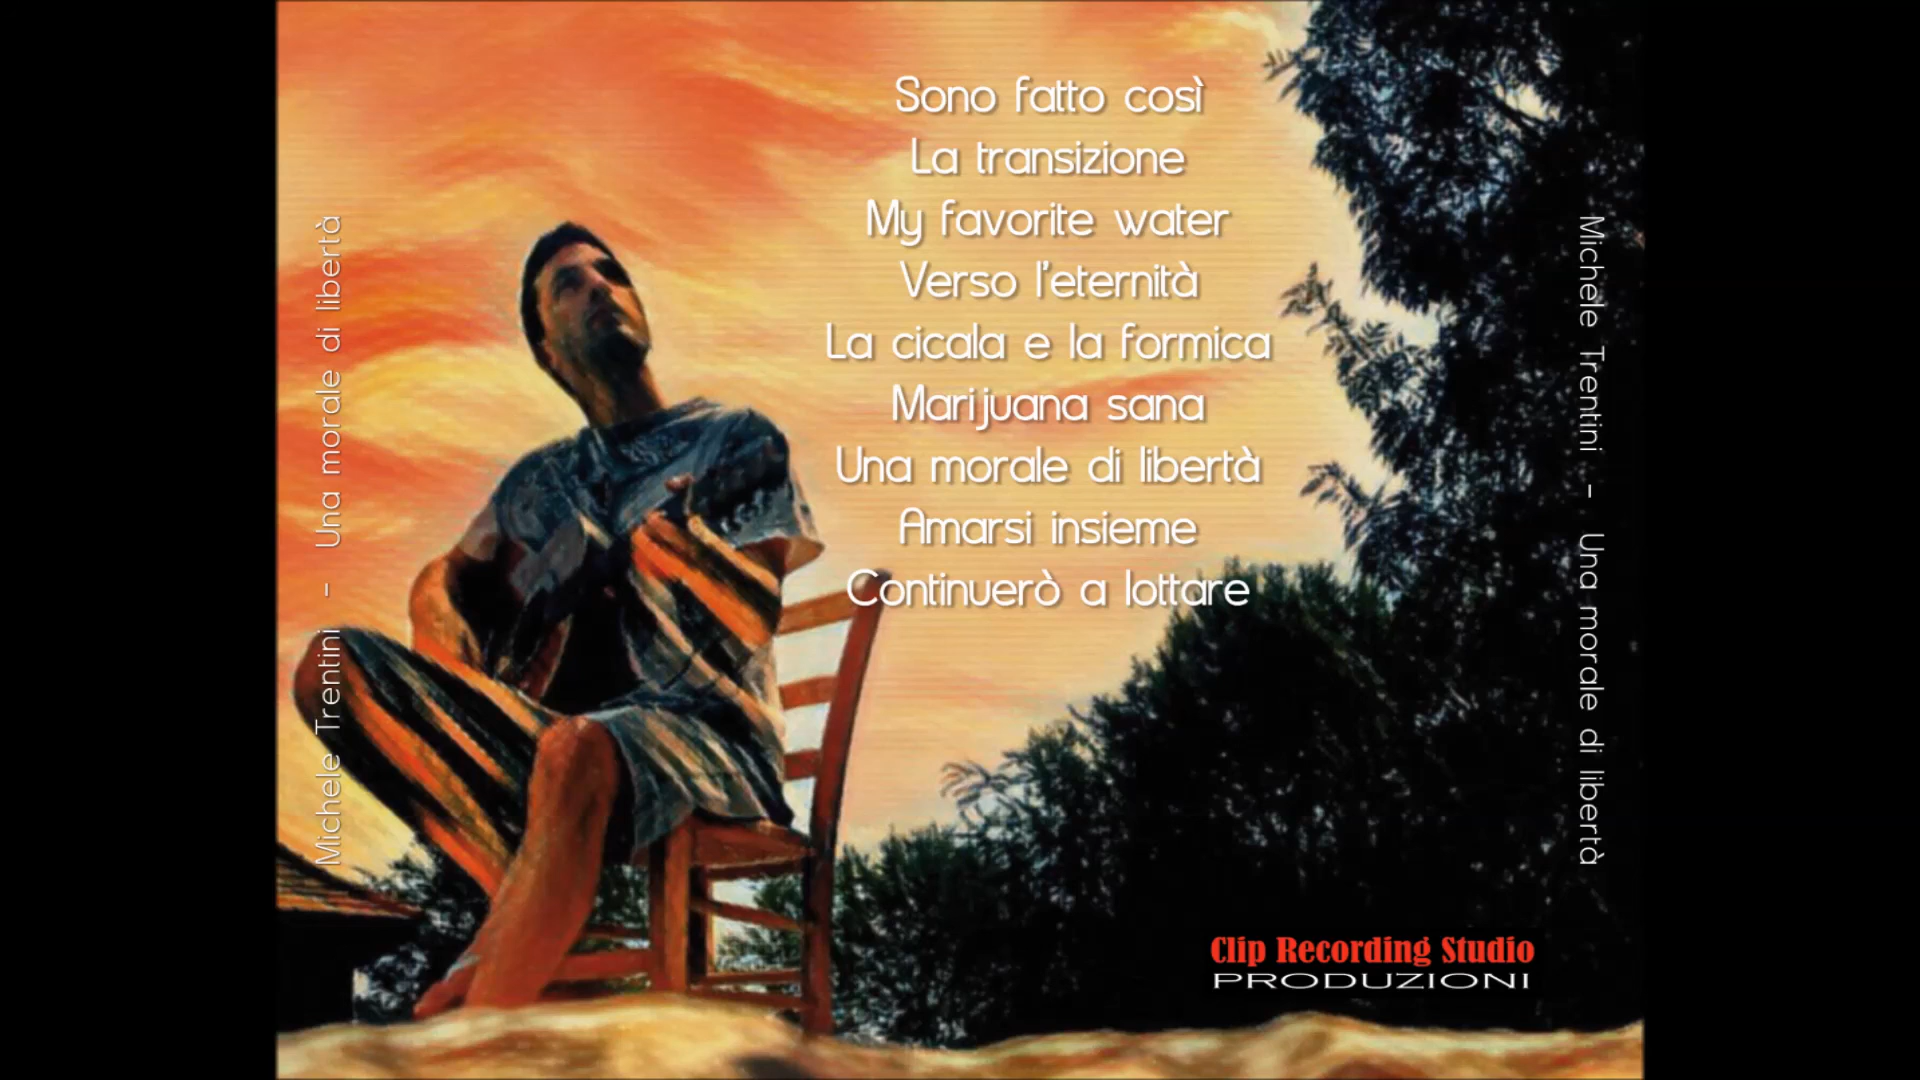 Michele Trentini - Una morale di libertà
Sono fatto così
La transizione
My favorite water
Verso l'eternità
La cicala e la formica
Marijuana sana
Una morale di libertà
Amarsi insieme
Continuerò a lottare
Michele Trentini - Una morale di libertà
Clip Recording Studio
PRODUZIONI